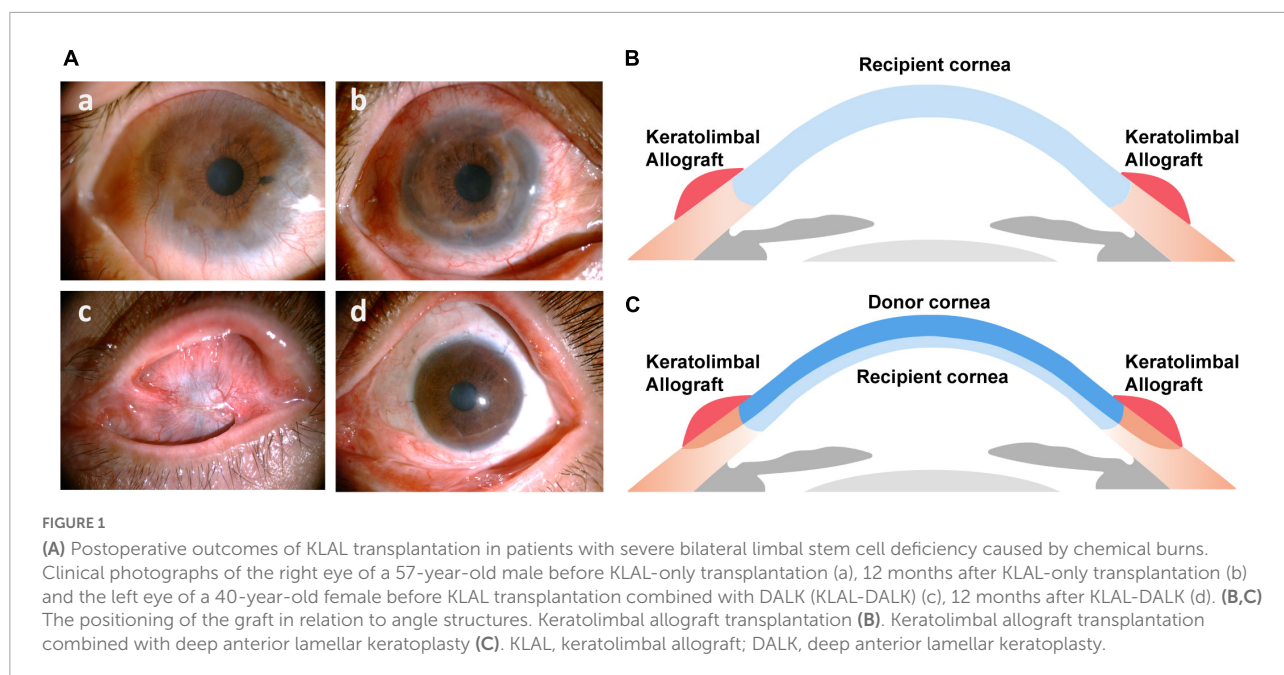 A
a
b
c
d
B
Recipient cornea
Keratolimbal
Allograft
Keratolimbal
Allograft
C
Donor cornea
Keratolimbal
Allograft
Recipient cornea
Keratolimbal
Allograft
FIGURE 1
(A) Postoperative outcomes of KLAL transplantation in patients with severe bilateral limbal stem cell deficiency caused by chemical burns.
Clinical photographs of the right eye of a 57-year-old male before KLAL-only transplantation (a), 12 months after KLAL-only transplantation (b)
and the left eye of a 40-year-old female before KLAL transplantation combined with DALK (KLAL-DALK) (c), 12 months after KLAL-DALK (d). (B,C)
The positioning of the graft in relation to angle structures. Keratolimbal allograft transplantation (B). Keratolimbal allograft transplantation
combined with deep anterior lamellar keratoplasty (C). KLAL, keratolimbal allograft; DALK, deep anterior lamellar keratoplasty.